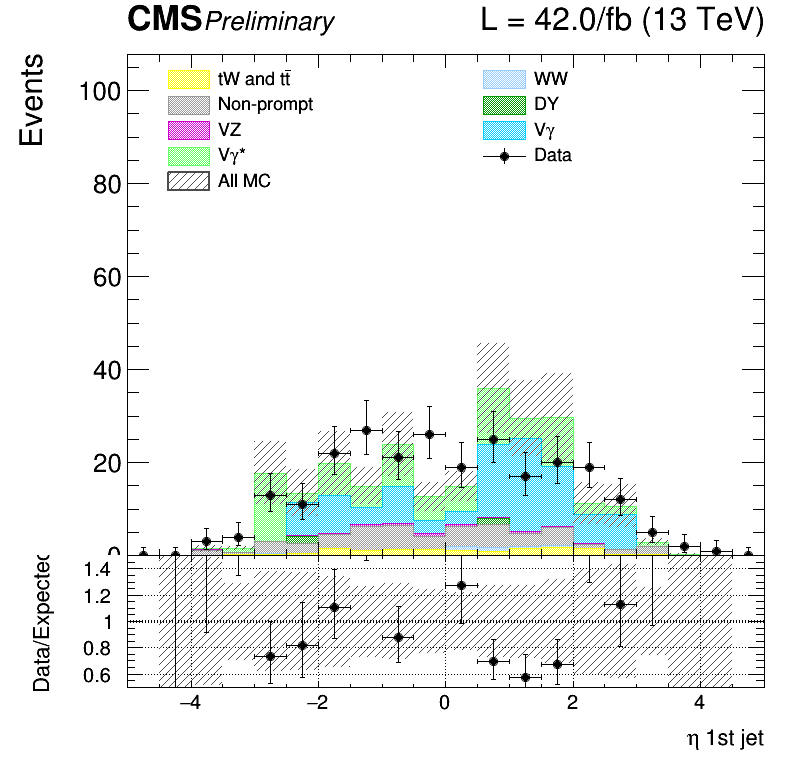 CMS Preliminary L = 42.0/fb (13 TeV)
Events
100
80
60
40
20
0
tW and tt̄
Non-prompt
VZ
Vγ*
All MC
WW
DY
Vγ
Data
Data/Expected
1.4
1.2
1
0.8
0.6
−4 −2 0 2 4
η 1st jet